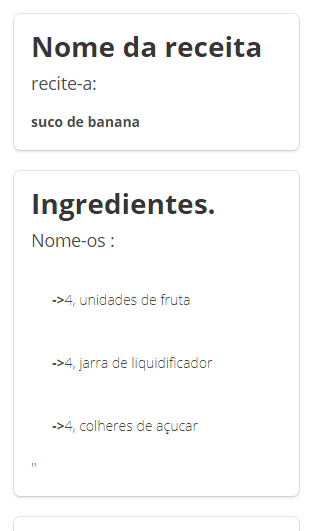 Nome da receita
recite-a:
suco de banana
Ingredientes.
Nome-os :
->4, unidades de fruta
->4, jarra de liquidificador
->4, colheres de açucar
"